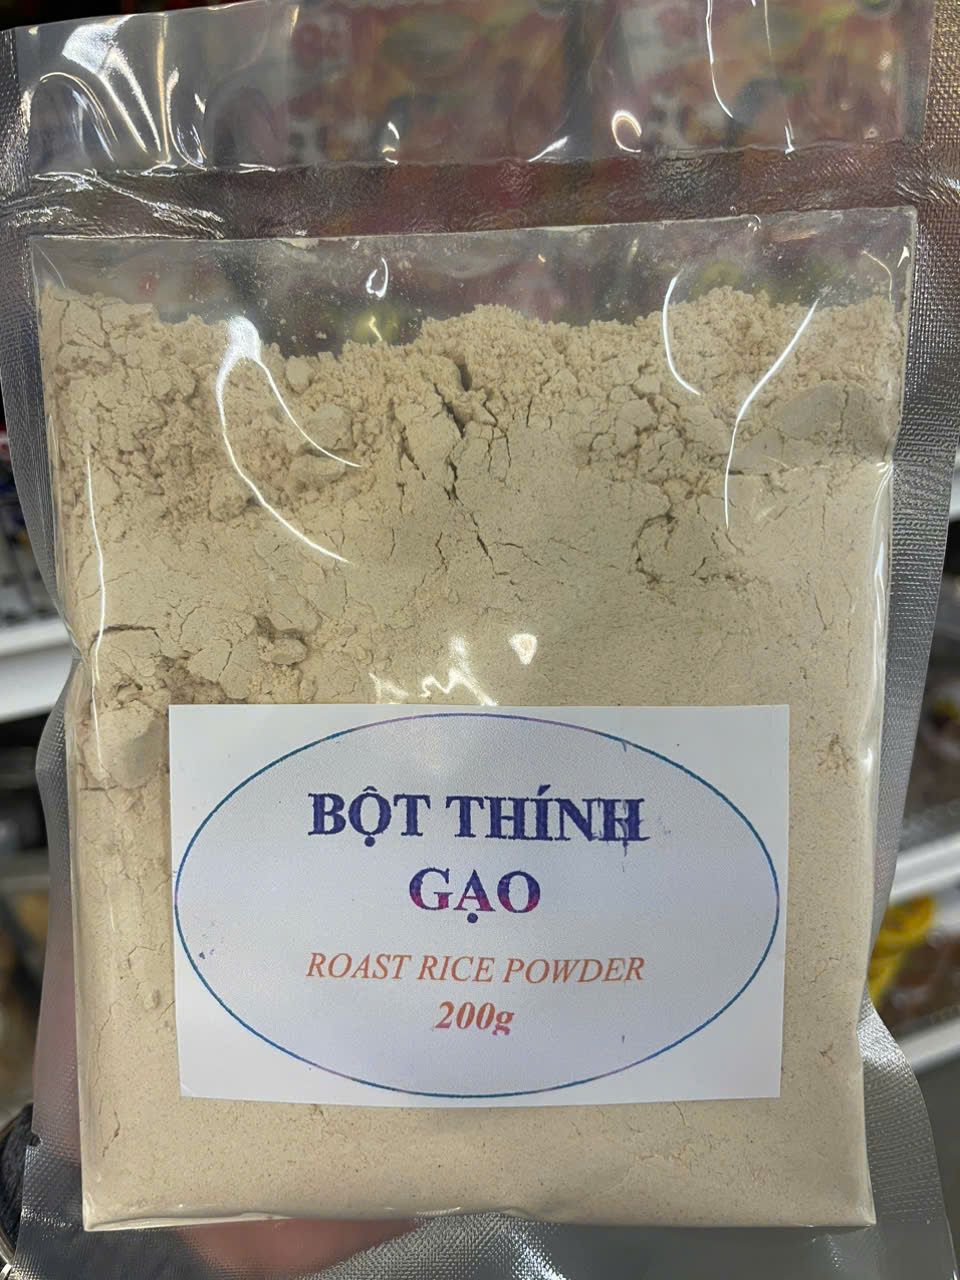 BỘT THÍNH
GẠO
ROAST RICE POWDER
200g